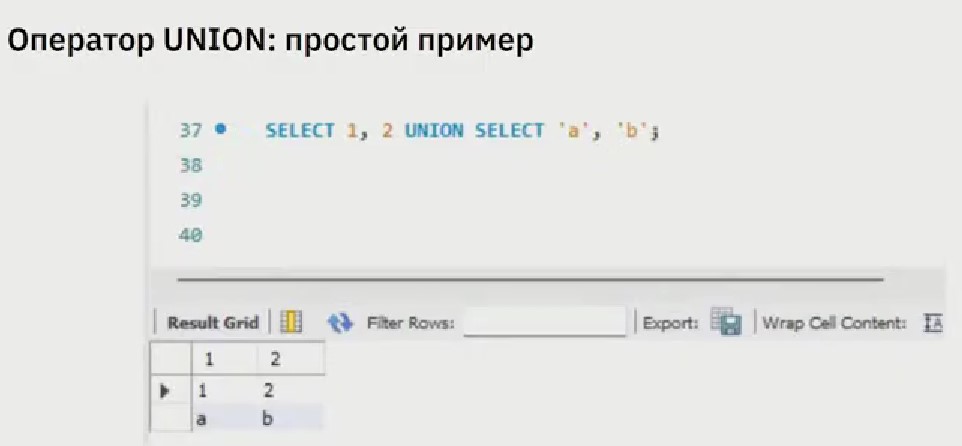 Оператор UNION: простой пример
37 SELECT 1, 2 UNION SELECT 'a', 'b';
38
39
40
Result Grid Filter Rows: Export: Wrap Cell Content: IA
1 2
1 2
a b